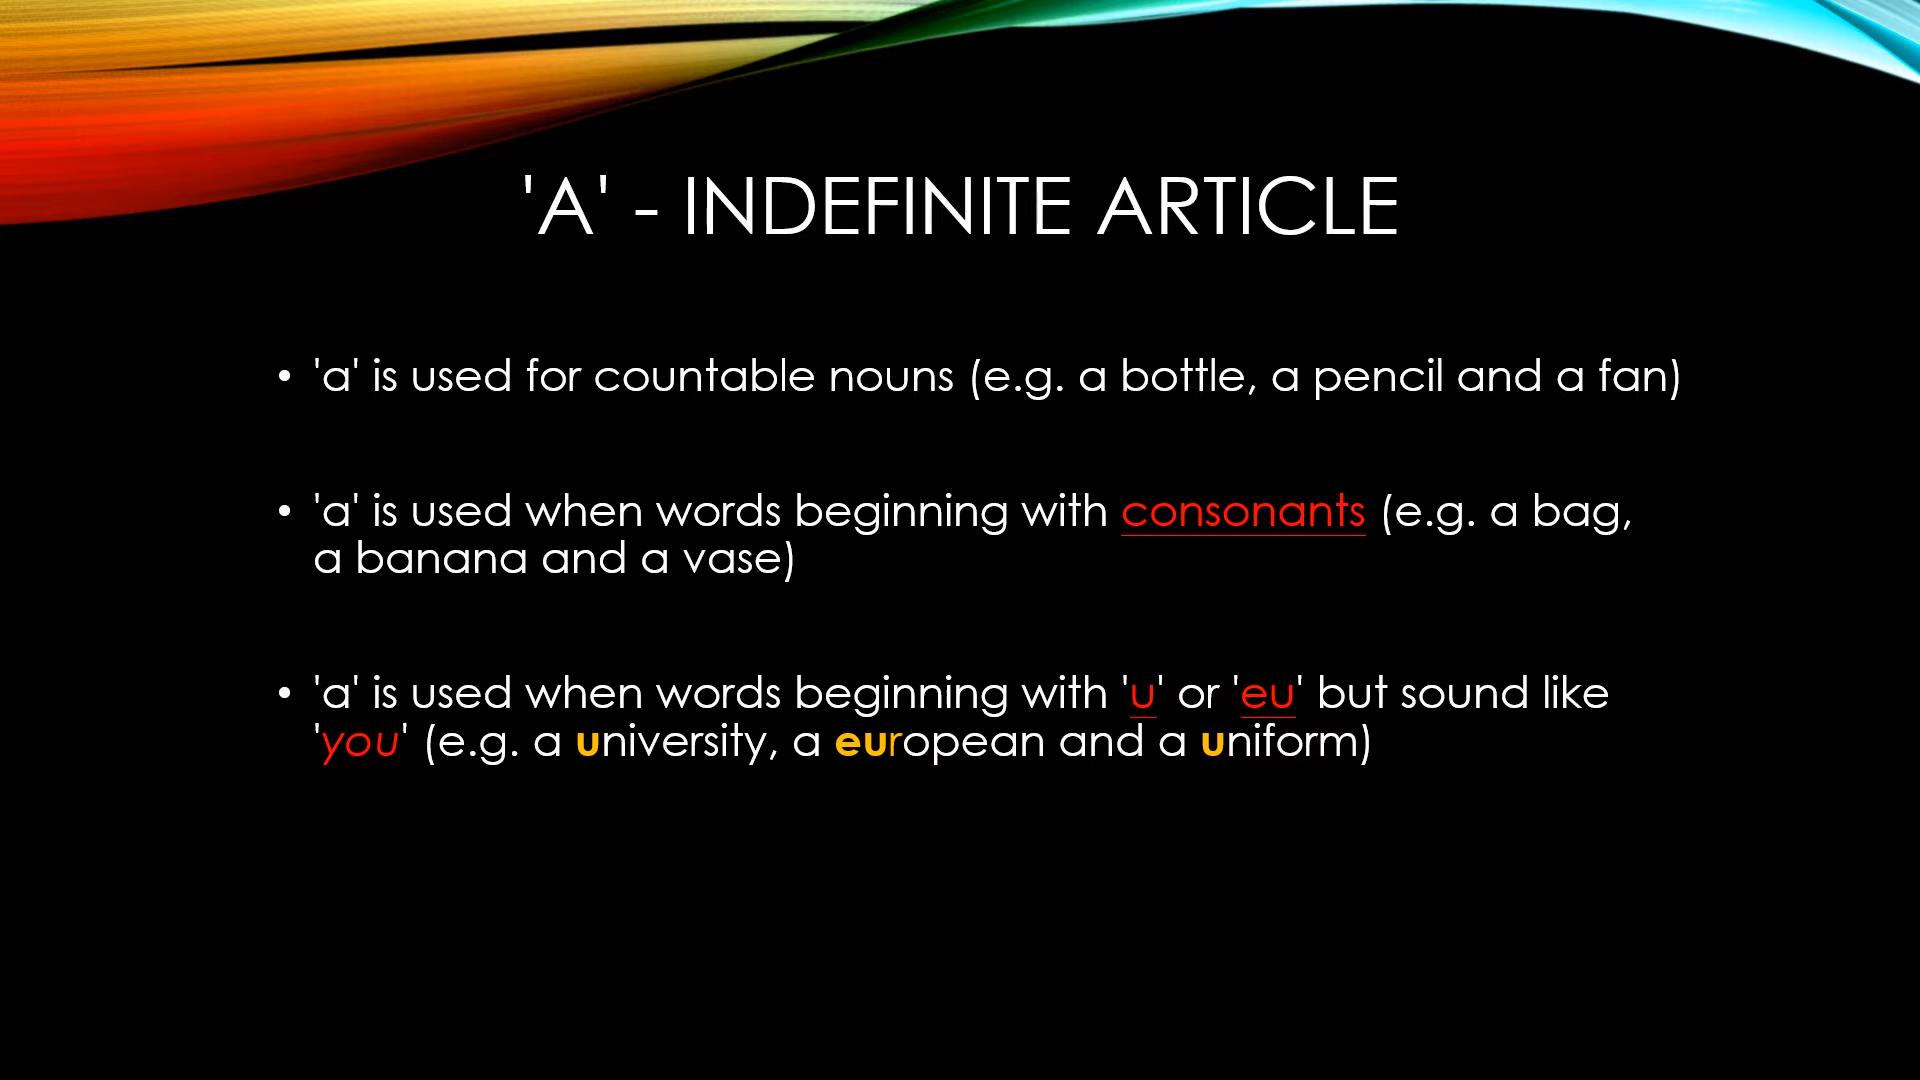 'A' - INDEFINITE ARTICLE
• 'a' is used for countable nouns (e.g. a bottle, a pencil and a fan)
• 'a' is used when words beginning with consonants (e.g. a bag,
a banana and a vase)
• 'a' is used when words beginning with 'u' or 'eu' but sound like
'you' (e.g. a university, a european and a uniform)